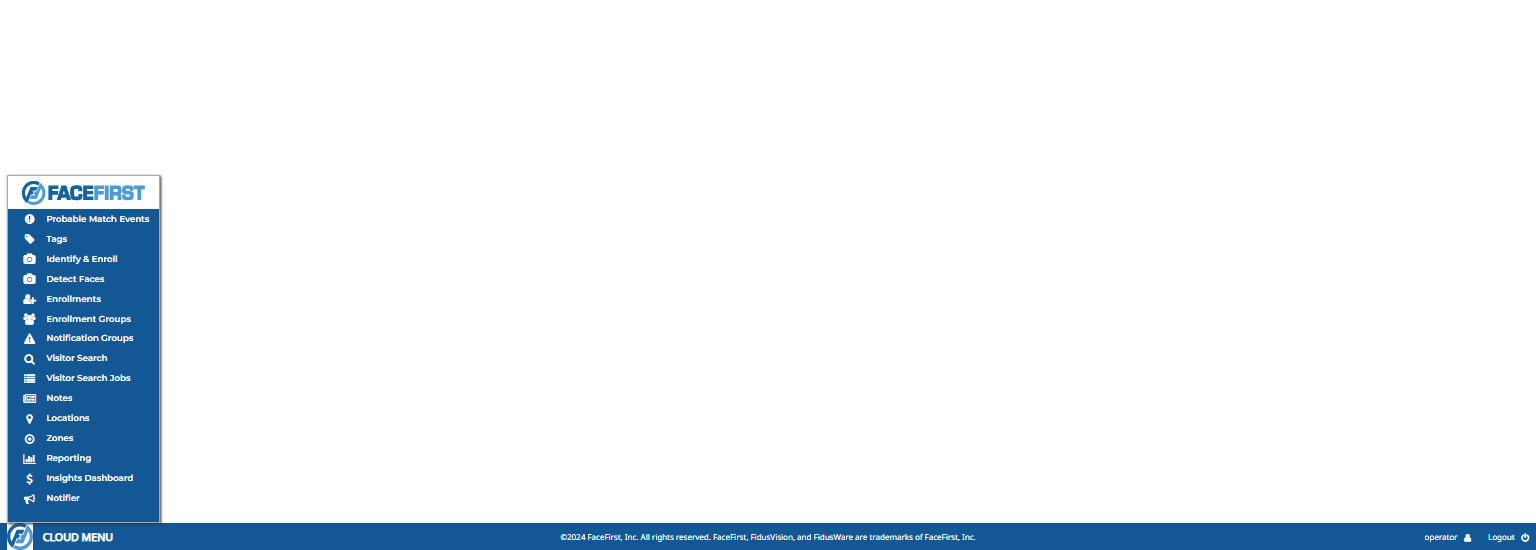 FACEFIRST
Probable Match Events
Tags
Identify & Enroll
Detect Faces
Enrollments
Enrollment Groups
Notification Groups
Visitor Search
Visitor Search Jobs
Notes
Locations
Zones
Reporting
Insights Dashboard
Notifier
CLOUD MENU ©2024 FaceFirst, Inc. All rights reserved. FaceFirst, FidusVision, and FidusWare are trademarks of FaceFirst, Inc. operator Logout